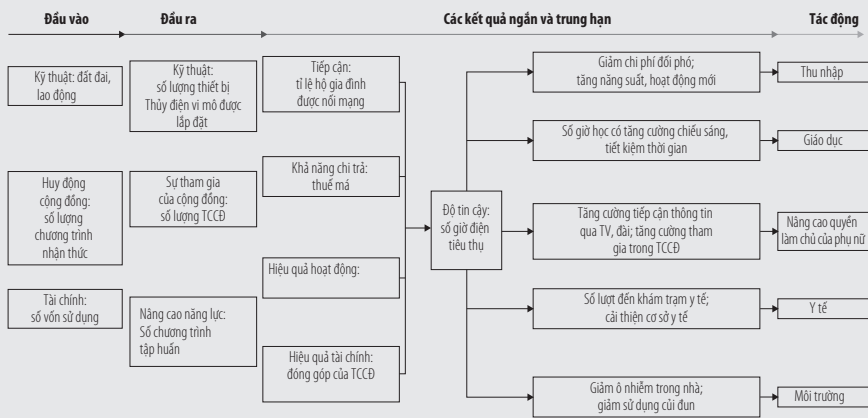 Đầu vào
Đầu ra
Các kết quả ngắn và trung hạn
Tác động
Kỹ thuật: đất đai,
lao động
Huy động
cộng đồng:
số lượng
chương trình
nhận thức
Tài chính:
số vốn sử dụng
Kỹ thuật:
số lượng thiết bị
Thủy điện vi mô được
lắp đặt
Sự tham gia
của cộng đồng:
số lượng TCCĐ
Nâng cao năng lực:
Số chương trình
tập huấn
Tiếp cận:
tỉ lệ hộ gia đình
được nối mạng
Khả năng chi trả:
thuế má
Hiệu quả hoạt động:
Hiệu quả tài chính:
đóng góp của TCCĐ
Độ tin cậy:
số giờ điện
tiêu thụ
Giảm chi phí đối phó;
tăng năng suất, hoạt động mới
Số giờ học có tăng cường chiếu sáng,
tiết kiệm thời gian
Tăng cường tiếp cận thông tin
qua TV, đài; tăng cường tham
gia trong TCCĐ
Số lượt đến khám trạm y tế;
cải thiện cơ sở y tế
Giảm ô nhiễm trong nhà;
giảm sử dụng củi đun
Thu nhập
Giáo dục
Nâng cao quyền
làm chủ của phụ nữ
Y tế
Môi trường